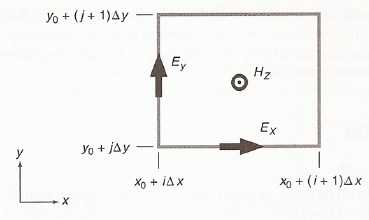 y₀ + (j + 1)Δy
E_y
H_z
E_x
y₀ + jΔy
y
x
x₀ + iΔx
x₀ + (i + 1)Δx